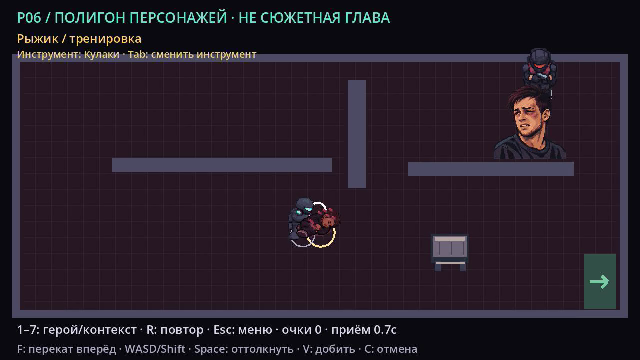 P06 / ПОЛИГОН ПЕРСОНАЖЕЙ · НЕ СЮЖЕТНАЯ ГЛАВА
Рыжик / тренировка
Инструмент: Кулаки · Tab: сменить инструмент
1–7: герой/контекст · R: повтор · Esc: меню · очки 0 · приём 0.7с
F: перекат вперёд · WASD/Shift · Space: оттолкнуть · V: добить · C: отмена